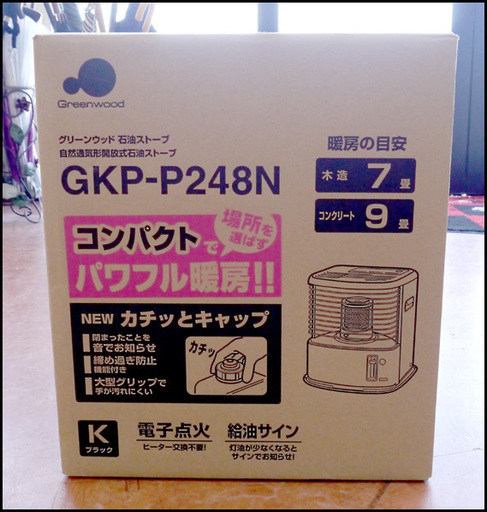 Greenwood
グリーンウッド 石油ストーブ
自然通気形開放式石油ストーブ
GKP-P248N
暖房の目安
木造 7畳
コンクリート 9畳
場所を
選ばず
コンパクトで
パワフル暖房!!
NEW カチッとキャップ
閉まったことを
音でお知らせ
締め過ぎ防止
機能付き
大型グリップで
手が汚れにくい
カチッ
K
ブラック
電子点火
ヒーター交換不要!
給油サイン
灯油が少なくなると
サインでお知らせ!